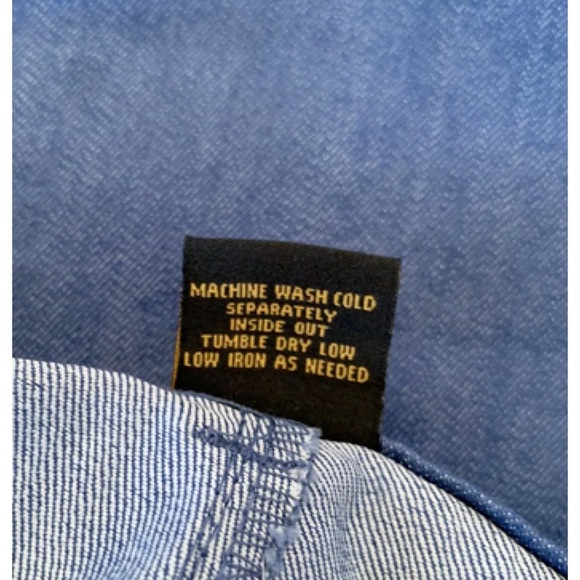 MACHINE WASH COLD
SEPARATELY
INSIDE OUT
TUMBLE DRY LOW
LOW IRON AS NEEDED